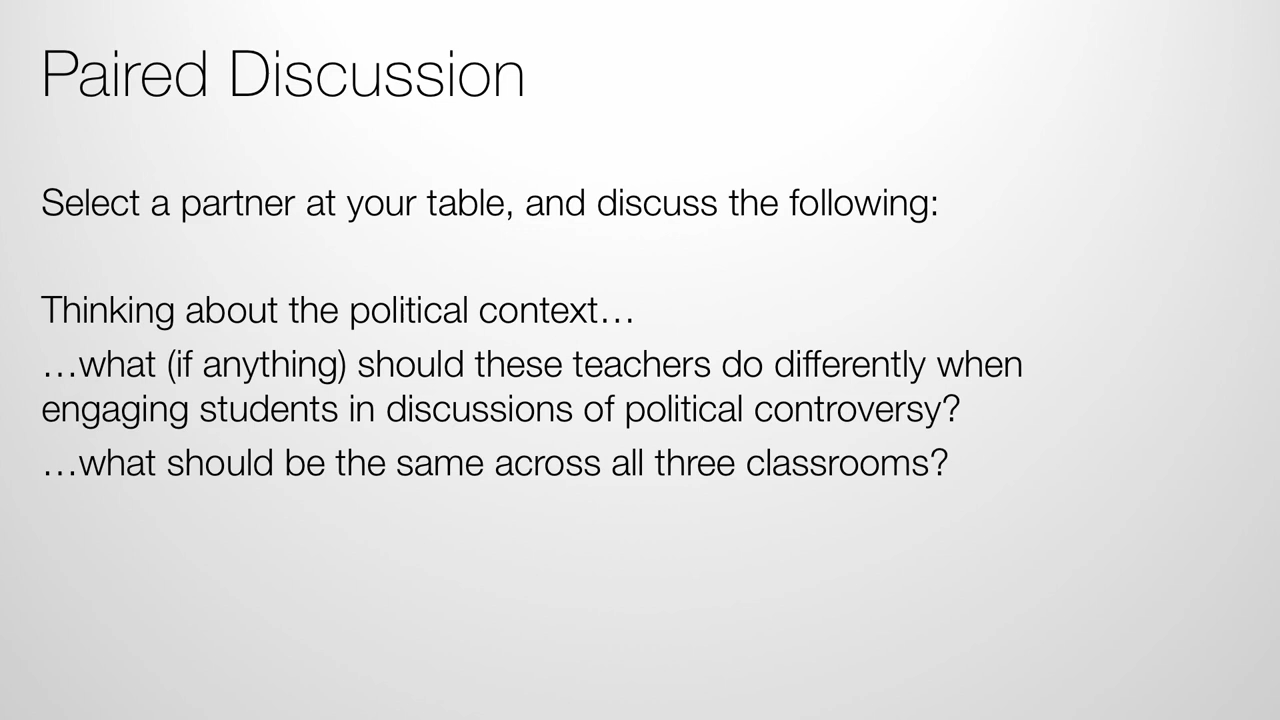 Paired Discussion
Select a partner at your table, and discuss the following:
Thinking about the political context…
…what (if anything) should these teachers do differently when
engaging students in discussions of political controversy?
…what should be the same across all three classrooms?